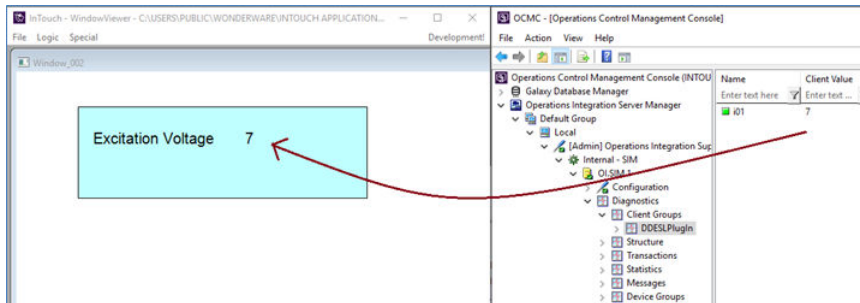 InTouch - WindowViewer - C:\USERS\PUBLIC\WONDERWARE\INTOUCH APPLICATION...
File Logic Special Development!
Window_002
Excitation Voltage 7
OCMC - [Operations Control Management Console]
File Action View Help
Operations Control Management Console (INTOU
Galaxy Database Manager
Operations Integration Server Manager
Default Group
Local
[Admin] Operations Integration Sup
Internal - SIM
OI.SIM.1
Configuration
Diagnostics
Client Groups
DDESLPlugIn
Structure
Transactions
Statistics
Messages
Device Groups
Name Client Value
Enter text here Enter text ...
i01 7